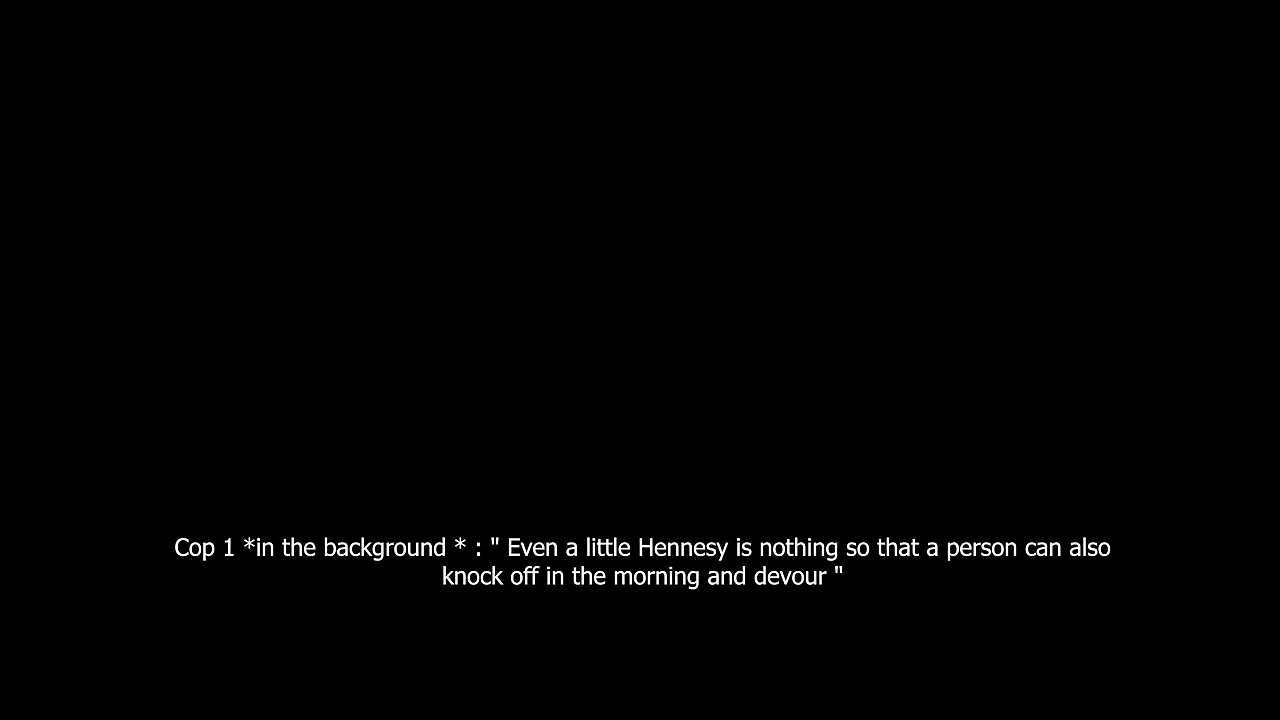 Cop 1 *in the background * : " Even a little Hennesy is nothing so that a person can also
knock off in the morning and devour "